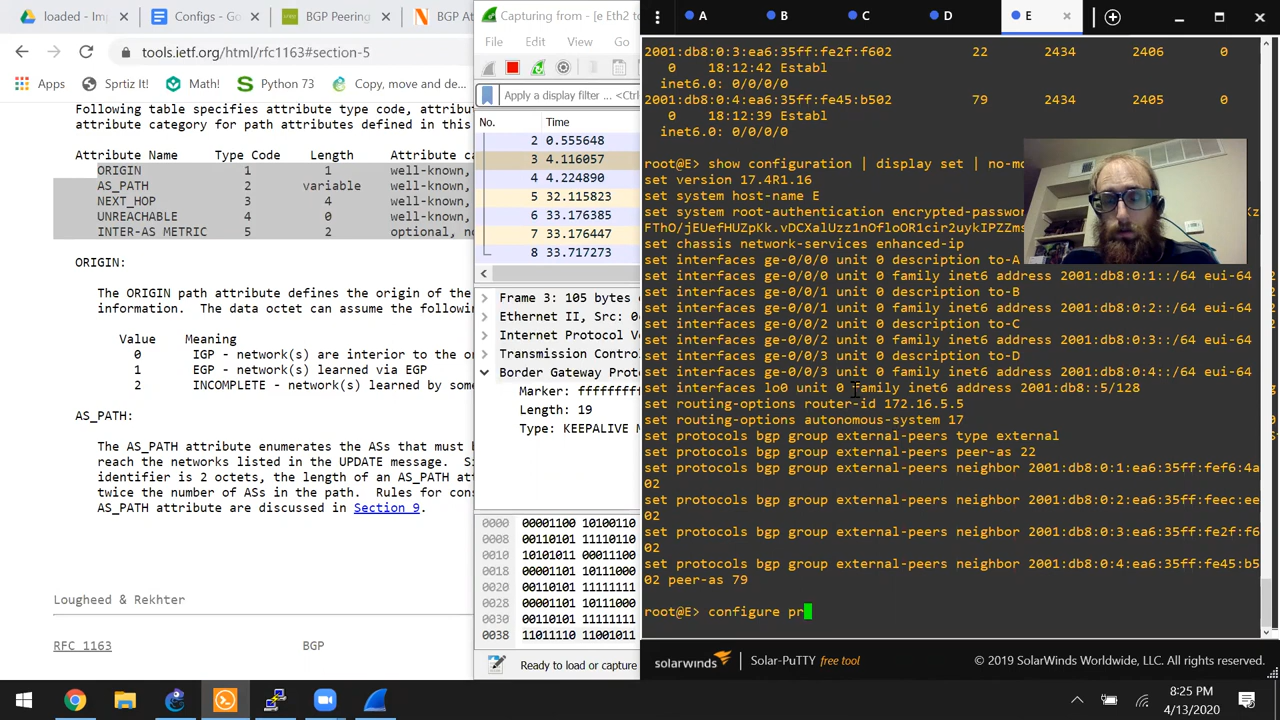 loaded - Im
Configs - Go
BGP Peering
BGP At
tools.ietf.org/html/rfc1163#section-5
Apps
Sprtiz It!
Nutrition
Python 73
Copy, move and de
Following table specifies attribute type code, attribut
attribute category for path attributes defined in this
Attribute Name Type Code Length Attribute ca
ORIGIN 1 1 well-known,
AS_PATH 2 variable well-known,
NEXT_HOP 3 4 well-known,
UNREACHABLE 4 0 well-known,
INTER-AS METRIC 5 2 optional, no
ORIGIN:
The ORIGIN path attribute defines the origin of the
information. The data octet can assume the following
Value Meaning
0 IGP - network(s) are interior to the or
1 EGP - network(s) learned via EGP
2 INCOMPLETE - network(s) learned by some
AS_PATH:
The AS_PATH attribute enumerates the ASs that must b
reach the networks listed in the UPDATE message. Si
identifier is 2 octets, the length of an AS_PATH att
twice the number of ASs in the path. Rules for cons
AS_PATH attribute are discussed in Section 9.
Lougheed & Rekhter
RFC 1163 BGP
Capturing from - [e Eth2 t
File Edit View Go
Apply a display filter ... <Ctrl
No. Time
2 0.555648
3 4.116057
4 4.224890
5 32.115823
6 33.176385
7 33.176447
8 33.717273
Frame 3: 105 bytes
Ethernet II, Src: 0
Internet Protocol Ve
Transmission Contro
Border Gateway Proto
Marker: fffffffff
Length: 19
Type: KEEPALIVE M
0000 00001100 10100110
0008 00110101 11110110
0010 10101011 00011100
0018 00001101 10111000
0020 00110101 11111111
0028 00001101 10111000
0030 00110101 11111111
0038 11011110 11001011
Ready to load or capture
A B C D E
2001:db8:0:3:ea6:35ff:fe2f:f602 22 2434 2406 0
0 18:12:42 Establ
inet6.0: 0/0/0/0
2001:db8:0:4:ea6:35ff:fe45:b502 79 2434 2405 0
0 18:12:39 Establ
inet6.0: 0/0/0/0
root@E> show configuration | display set | no-mo
set version 17.4R1.16
set system host-name E
set system root-authentication encrypted-passwor
set chassis network-services enhanced-ip
set interfaces ge-0/0/0 unit 0 description to-A
set interfaces ge-0/0/0 unit 0 family inet6 address 2001:db8:0:1::/64 eui-64
set interfaces ge-0/0/1 unit 0 description to-B
set interfaces ge-0/0/1 unit 0 family inet6 address 2001:db8:0:2::/64 eui-64
set interfaces ge-0/0/2 unit 0 description to-C
set interfaces ge-0/0/2 unit 0 family inet6 address 2001:db8:0:3::/64 eui-64
set interfaces ge-0/0/3 unit 0 description to-D
set interfaces ge-0/0/3 unit 0 family inet6 address 2001:db8:0:4::/64 eui-64
set interfaces lo0 unit 0 family inet6 address 2001:db8::5/128
set routing-options router-id 172.16.5.5
set routing-options autonomous-system 17
set protocols bgp group external-peers type external
set protocols bgp group external-peers peer-as 22
set protocols bgp group external-peers neighbor 2001:db8:0:1:ea6:35ff:fef6:4a
02
set protocols bgp group external-peers neighbor 2001:db8:0:2:ea6:35ff:feec:ee
02
set protocols bgp group external-peers neighbor 2001:db8:0:3:ea6:35ff:fe2f:f6
02
set protocols bgp group external-peers neighbor 2001:db8:0:4:ea6:35ff:fe45:b5
02 peer-as 79
root@E> configure pr
solarwinds Solar-PuTTY free tool © 2019 SolarWinds Worldwide, LLC. All rights reserved.
8:25 PM
4/13/2020